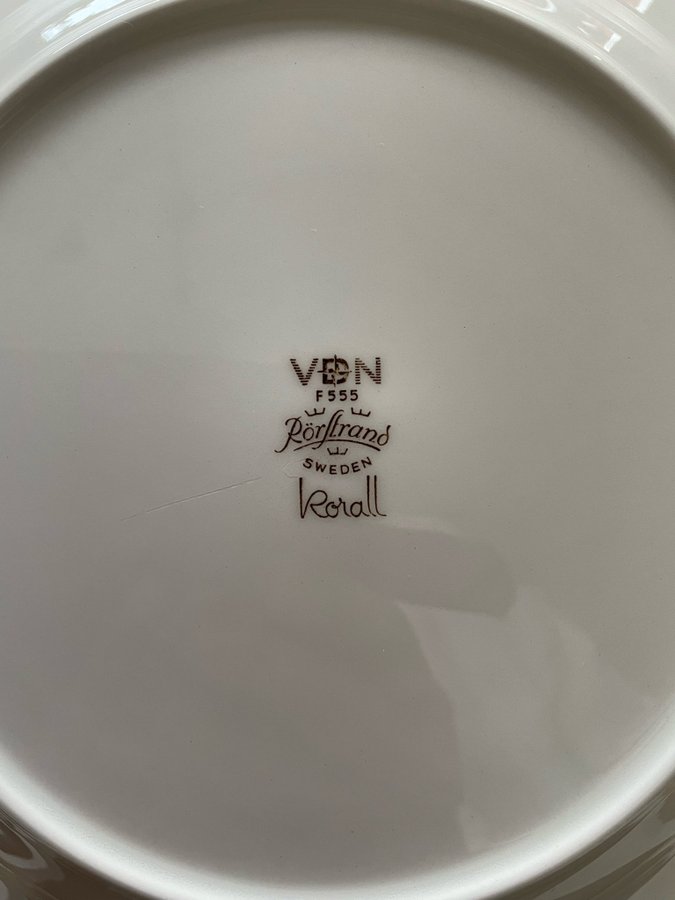 VDN
F555
Rörstrand
SWEDEN
Korall